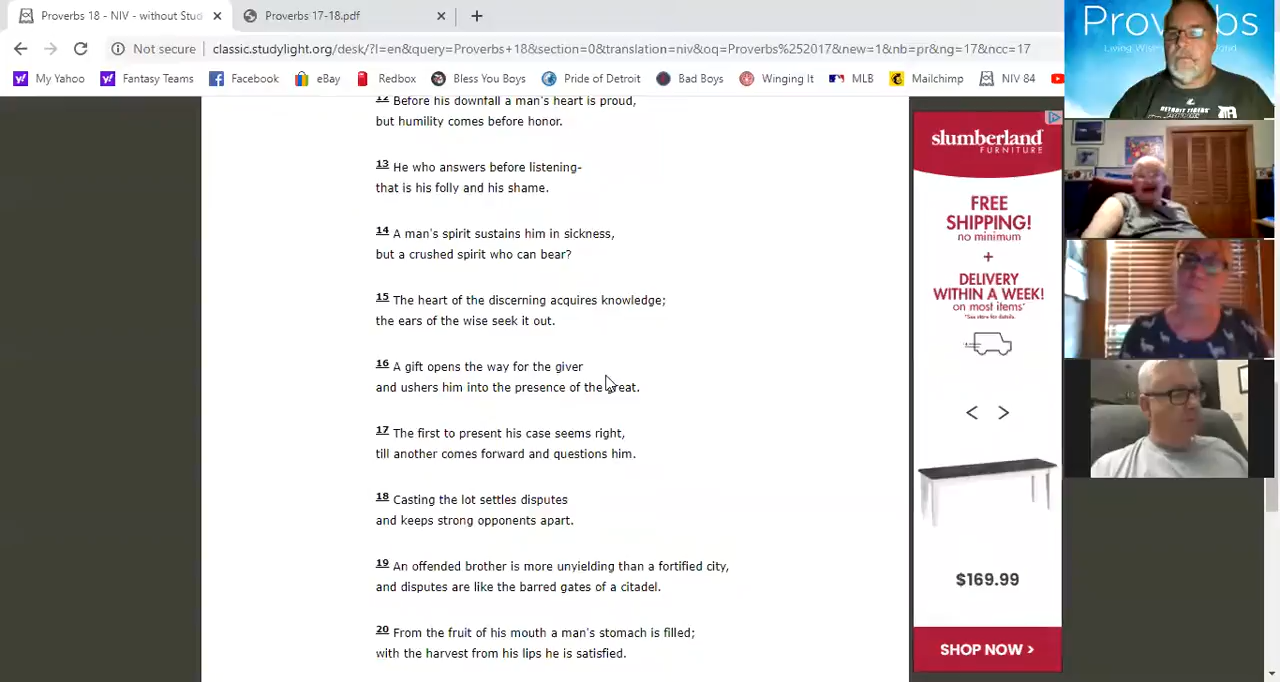 Proverbs 18 - NIV - without Stud
Proverbs 17-18.pdf
Not secure
classic.studylight.org/desk/?l=en&query=Proverbs+18&section=0&translation=niv&oq=Proverbs%252017&new=1&nb=pr&ng=17&ncc=17
My Yahoo
Fantasy Teams
Facebook
eBay
Redbox
Bless You Boys
Pride of Detroit
Bad Boys
Winging It
MLB
Mailchimp
NIV 84
12 Before his downfall a man's heart is proud,
but humility comes before honor.
13 He who answers before listening-
that is his folly and his shame.
14 A man's spirit sustains him in sickness,
but a crushed spirit who can bear?
15 The heart of the discerning acquires knowledge;
the ears of the wise seek it out.
16 A gift opens the way for the giver
and ushers him into the presence of the great.
17 The first to present his case seems right,
till another comes forward and questions him.
18 Casting the lot settles disputes
and keeps strong opponents apart.
19 An offended brother is more unyielding than a fortified city,
and disputes are like the barred gates of a citadel.
20 From the fruit of his mouth a man's stomach is filled;
with the harvest from his lips he is satisfied.
slumberland
FURNITURE
FREE
SHIPPING!
no minimum
+
DELIVERY
WITHIN A WEEK!
on most items*
*See store for details.
$169.99
SHOP NOW >
Proverbs
DETROIT TIGERS